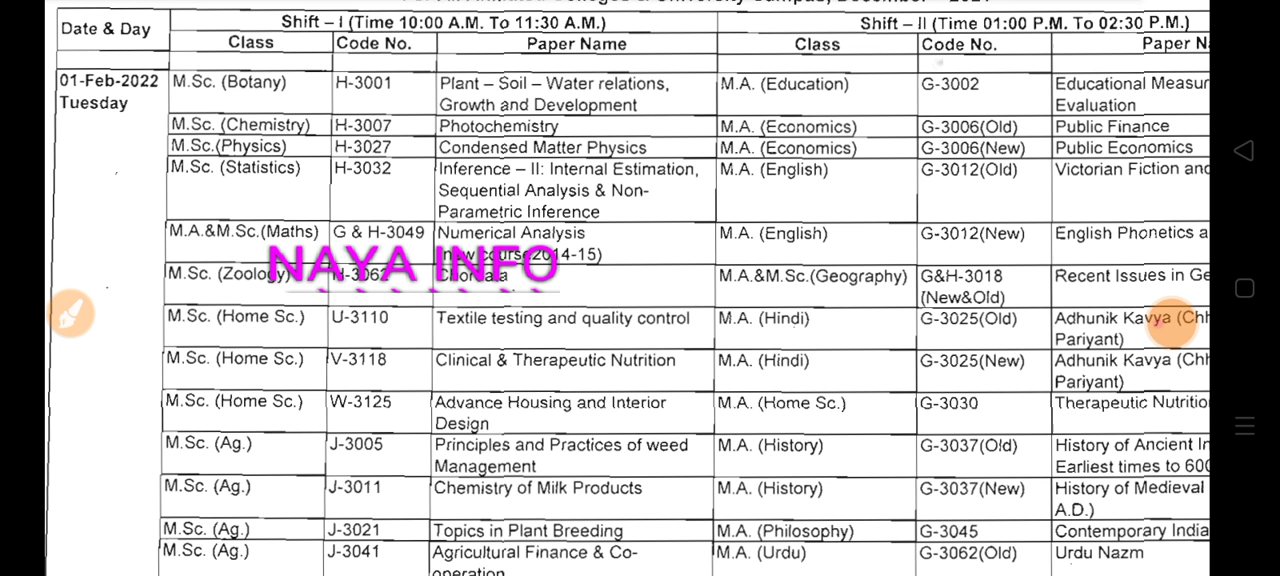 Date & Day
Shift – I (Time 10:00 A.M. To 11:30 A.M.)
Shift – II (Time 01:00 P.M. To 02:30 P.M.)
Class Code No. Paper Name
Class Code No. Paper
01-Feb-2022
Tuesday
M.Sc. (Botany) H-3001 Plant – Soil – Water relations,
Growth and Development
M.A. (Education) G-3002 Educational
Evaluation
M.Sc. (Chemistry) H-3007 Photochemistry M.A. (Economics) G-3006(Old) Public Finance
M.Sc.(Physics) H-3027 Condensed Matter Physics M.A. (Economics) G-3006(New) Public Economics
M.Sc. (Statistics) H-3032 Inference – II: Internal Estimation,
Sequential Analysis & Non-
Parametric Inference
M.A. (English) G-3012(Old) Victorian Fiction
M.A.&M.Sc.(Maths) G & H-3049 Numerical Analysis
(new course2014-15)
M.A. (English) G-3012(New) English Phonetics
NAYA INFO
M.Sc. (Zoology) H-3062 Chordate
M.A.&M.Sc.(Geography) G&H-3018
(New&Old)
Recent Issues in
M.Sc. (Home Sc.) U-3110 Textile testing and quality control M.A. (Hindi) G-3025(Old) Adhunik Kavya
Pariyant)
M.Sc. (Home Sc.) V-3118 Clinical & Therapeutic Nutrition M.A. (Hindi) G-3025(New) Adhunik Kavya
Pariyant)
M.Sc. (Home Sc.) W-3125 Advance Housing and Interior
Design
M.A. (Home Sc.) G-3030 Therapeutic
M.Sc. (Ag.) J-3005 Principles and Practices of weed
Management
M.A. (History) G-3037(Old) History of Ancient
Earliest times to
M.Sc. (Ag.) J-3011 Chemistry of Milk Products M.A. (History) G-3037(New) History of Medieval
A.D.)
M.Sc. (Ag.) J-3021 Topics in Plant Breeding M.A. (Philosophy) G-3045 Contemporary
M.Sc. (Ag.) J-3041 Agricultural Finance & Co-
operation
M.A. (Urdu) G-3062(Old) Urdu Nazm